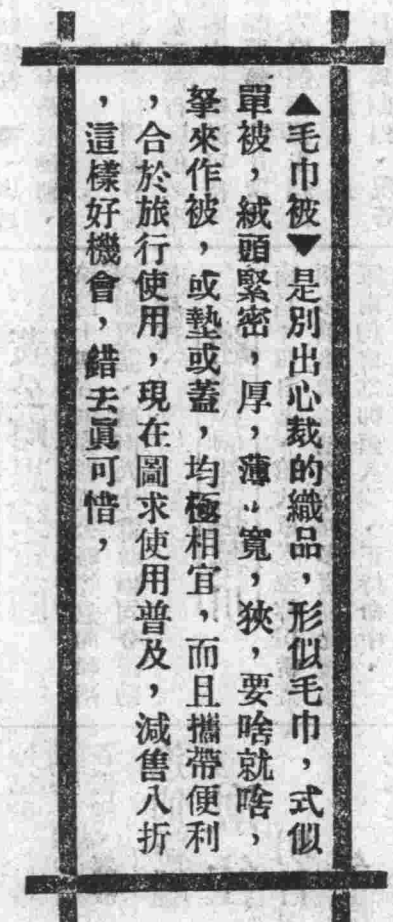 ▲毛巾被▼是別出心裁的織品，形似毛巾，式似
單被，絨頭緊密，厚，薄，寬，狹，要啥就啥，
拏來作被，或墊或蓋，均極相宜，而且攜帶便利
，合於旅行使用，現在圖求使用普及，減售八折
，這樣好機會，錯去眞可惜，